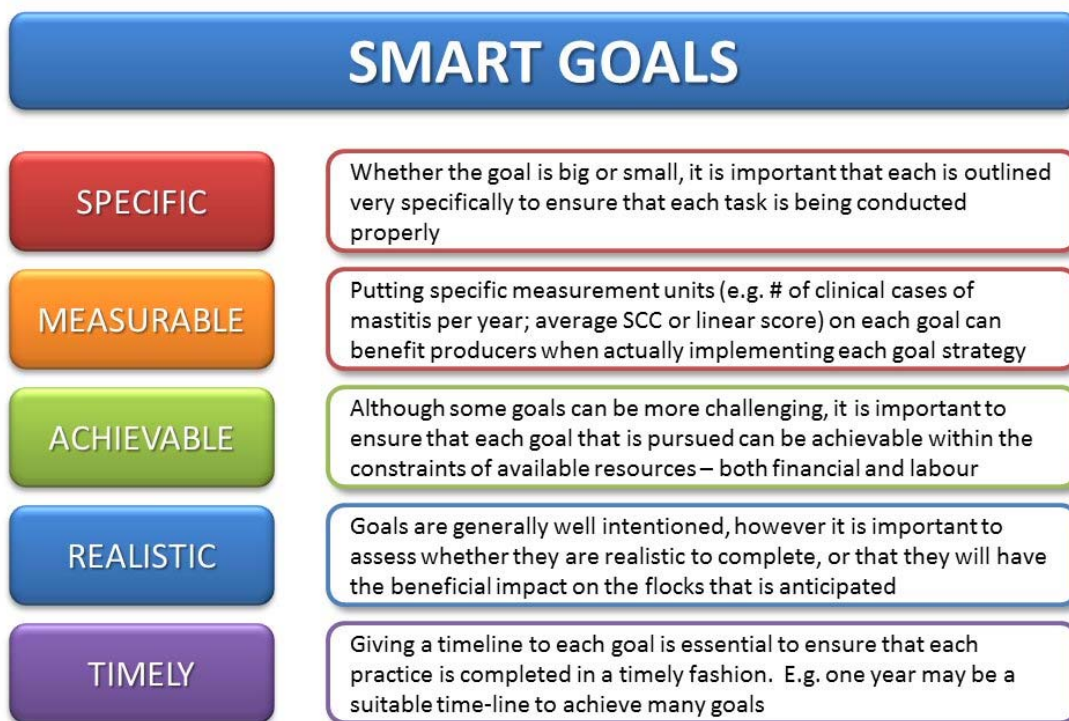 SMART GOALS
SPECIFIC
Whether the goal is big or small, it is important that each is outlined
very specifically to ensure that each task is being conducted
properly
MEASURABLE
Putting specific measurement units (e.g. # of clinical cases of
mastitis per year; average SCC or linear score) on each goal can
benefit producers when actually implementing each goal strategy
ACHIEVABLE
Although some goals can be more challenging, it is important to
ensure that each goal that is pursued can be achievable within the
constraints of available resources – both financial and labour
REALISTIC
Goals are generally well intentioned, however it is important to
assess whether they are realistic to complete, or that they will have
the beneficial impact on the flocks that is anticipated
TIMELY
Giving a timeline to each goal is essential to ensure that each
practice is completed in a timely fashion.  E.g. one year may be a
suitable time-line to achieve many goals